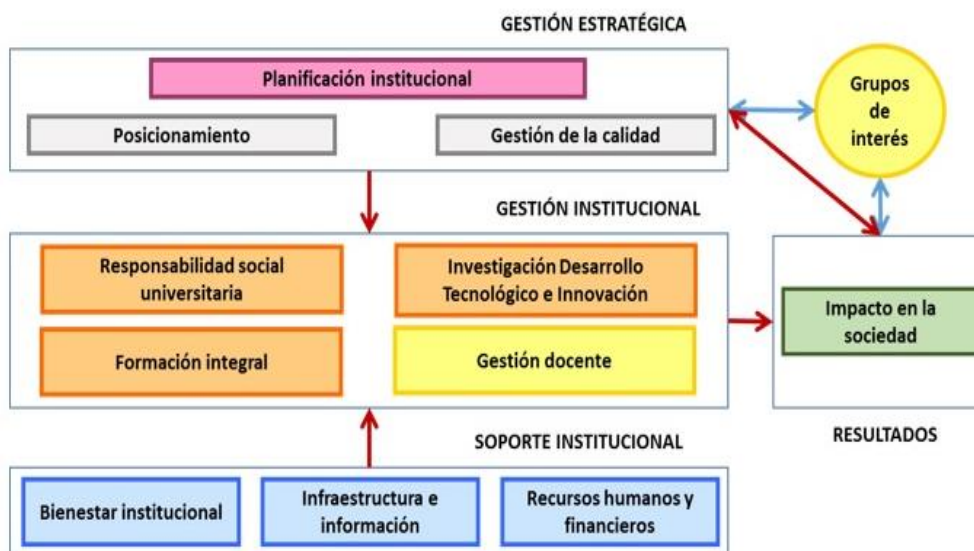 GESTIÓN ESTRATÉGICA
Planificación institucional
Posicionamiento
Gestión de la calidad
Grupos
de
interés
GESTIÓN INSTITUCIONAL
Responsabilidad social
universitaria
Investigación Desarrollo
Tecnológico e Innovación
Formación integral
Gestión docente
Impacto en la
sociedad
RESULTADOS
SOPORTE INSTITUCIONAL
Bienestar institucional
Infraestructura e
información
Recursos humanos y
financieros